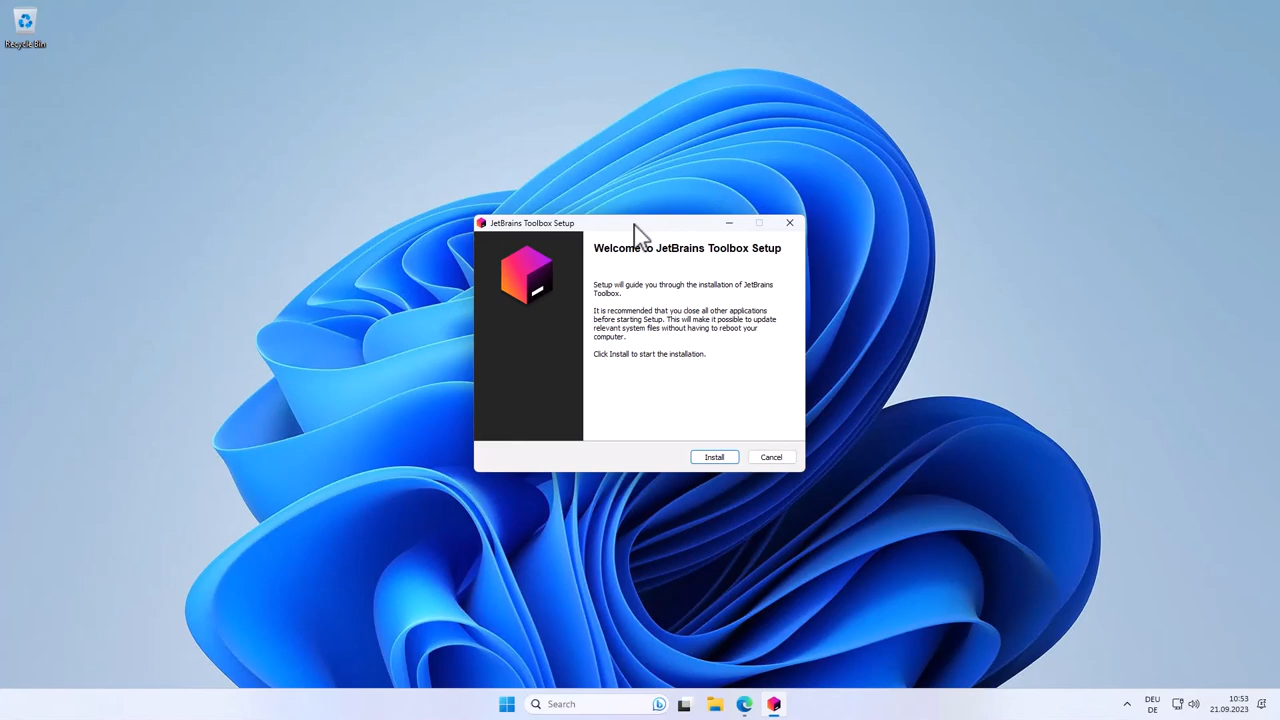 Recycle Bin
JetBrains Toolbox Setup
Welcome to JetBrains Toolbox Setup
Setup will guide you through the installation of JetBrains
Toolbox.
It is recommended that you close all other applications
before starting Setup. This will make it possible to update
relevant system files without having to reboot your
computer.
Click Install to start the installation.
Install
Cancel
Search
DEU
DE
10:53
21.09.2023